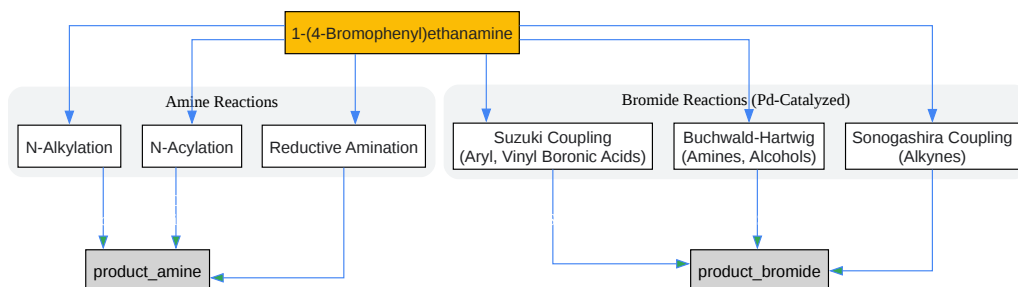 1-(4-Bromophenyl)ethanamine
Amine Reactions
Bromide Reactions (Pd-Catalyzed)
N-Alkylation
N-Acylation
Reductive Amination
Suzuki Coupling
(Aryl, Vinyl Boronic Acids)
Buchwald-Hartwig
(Amines, Alcohols)
Sonogashira Coupling
(Alkynes)
product_amine
product_bromide